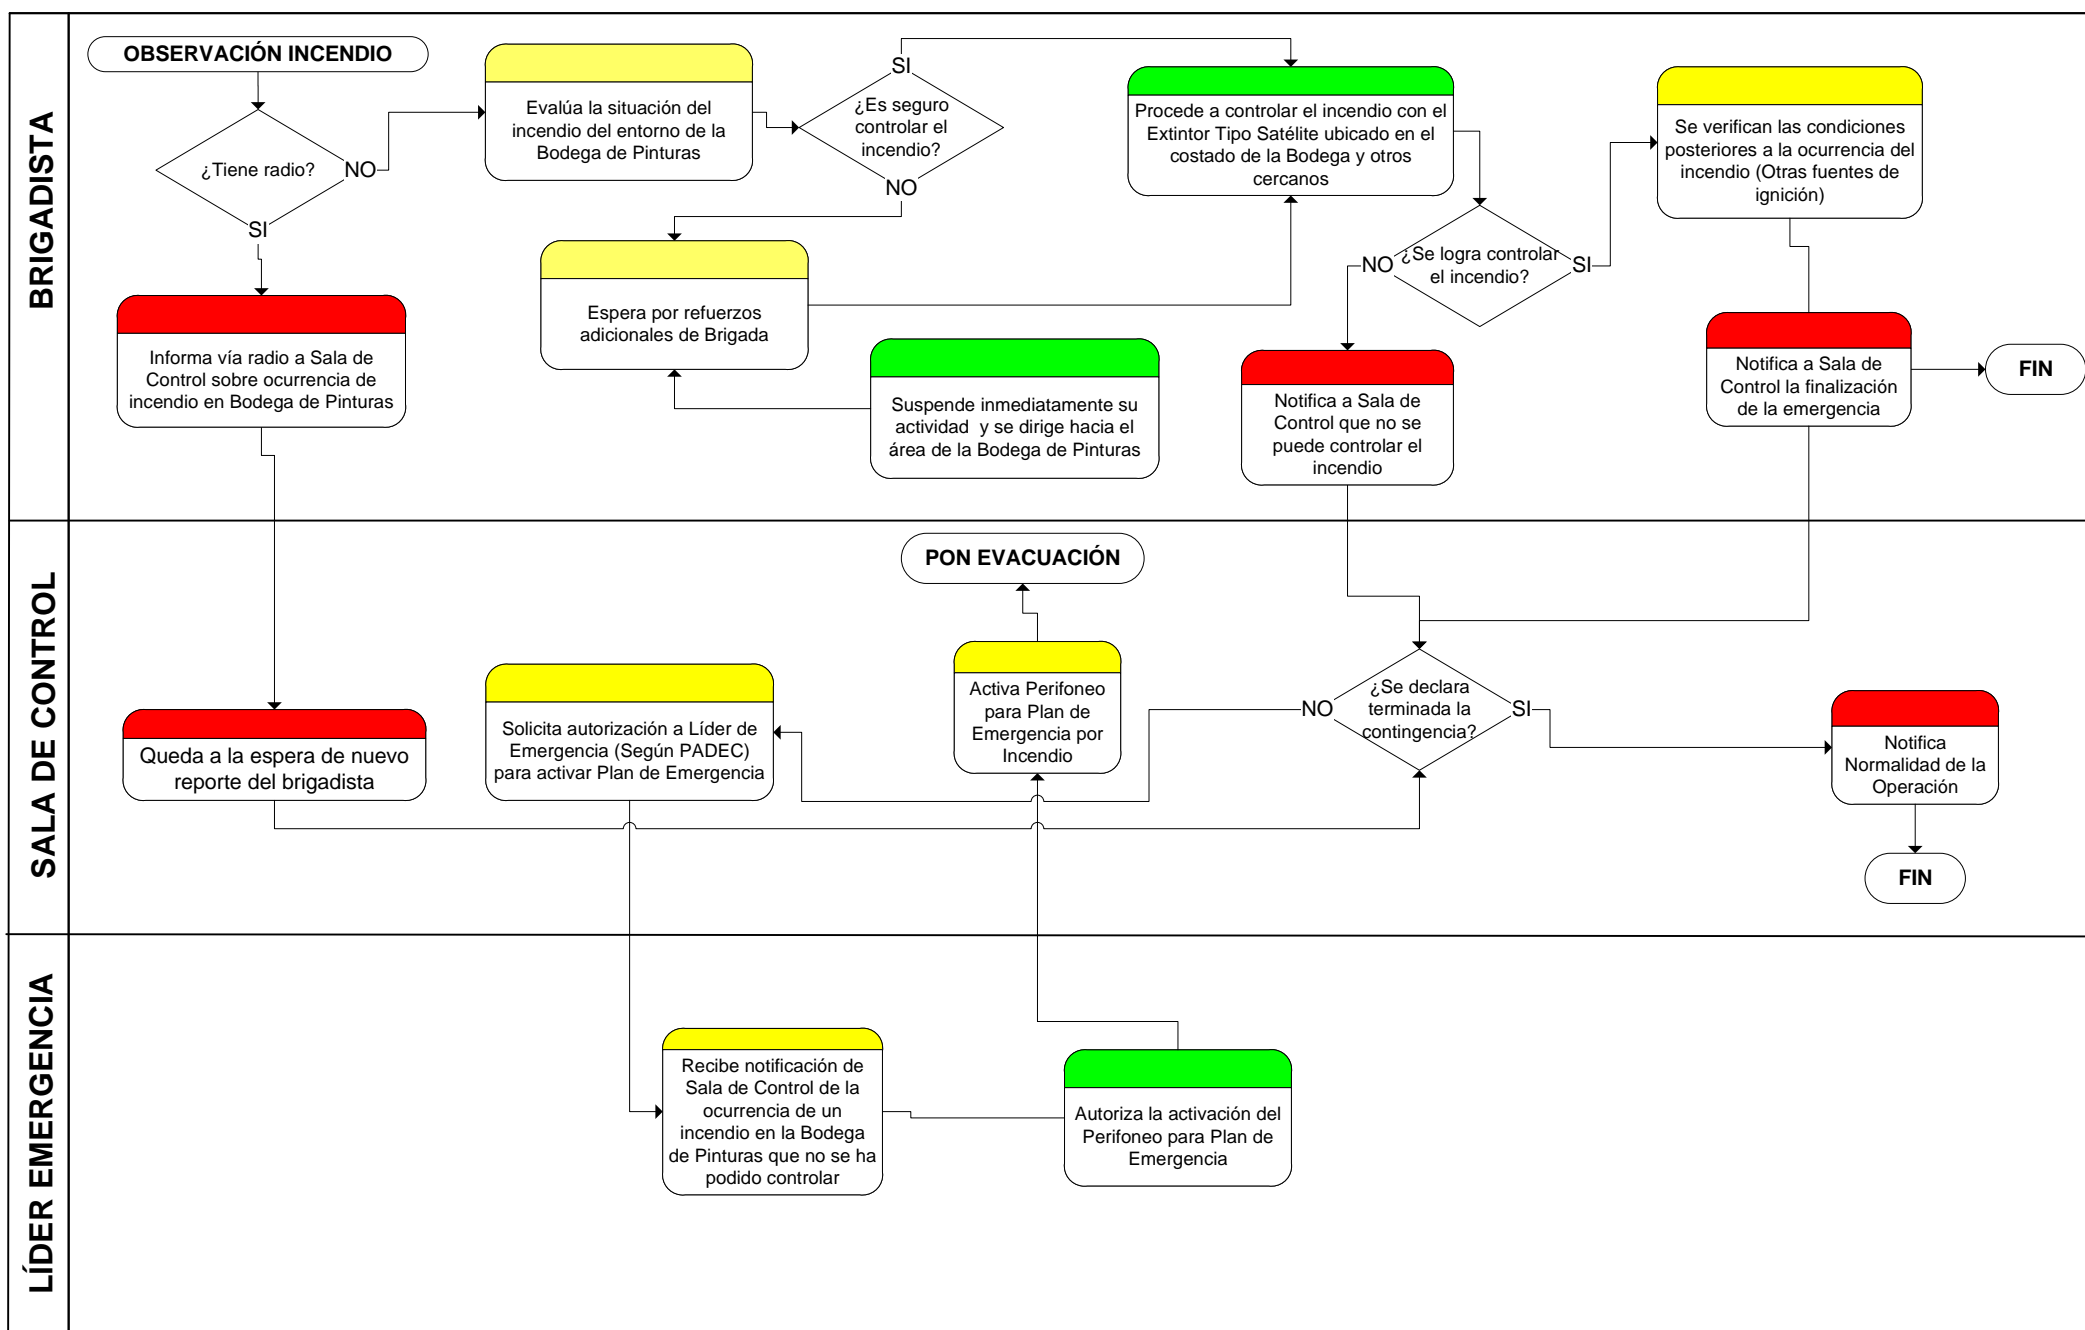 BRIGADISTA
OBSERVACIÓN INCENDIO
¿Tiene radio?
NO
SI
Informa vía radio a Sala de
Control sobre ocurrencia de
incendio en Bodega de Pinturas
Evalúa la situación del
incendio del entorno de la
Bodega de Pinturas
SI
¿Es seguro
controlar el
incendio?
NO
Espera por refuerzos
adicionales de Brigada
Suspende inmediatamente su
actividad y se dirige hacia el
área de la Bodega de Pinturas
Procede a controlar el incendio con el
Extintor Tipo Satélite ubicado en el
costado de la Bodega y otros
cercanos
NO
¿Se logra controlar
el incendio?
SI
Notifica a Sala de
Control que no se
puede controlar el
incendio
Se verifican las condiciones
posteriores a la ocurrencia del
incendio (Otras fuentes de
ignición)
Notifica a Sala de
Control la finalización
de la emergencia
FIN
SALA DE CONTROL
Queda a la espera de nuevo
reporte del brigadista
Solicita autorización a Líder de
Emergencia (Según PADEC)
para activar Plan de Emergencia
PON EVACUACIÓN
Activa Perifoneo
para Plan de
Emergencia por
Incendio
NO
¿Se declara
terminada la
contingencia?
SI
Notifica
Normalidad de la
Operación
FIN
LÍDER EMERGENCIA
Recibe notificación de
Sala de Control de la
ocurrencia de un
incendio en la Bodega
de Pinturas que no se ha
podido controlar
Autoriza la activación del
Perifoneo para Plan de
Emergencia